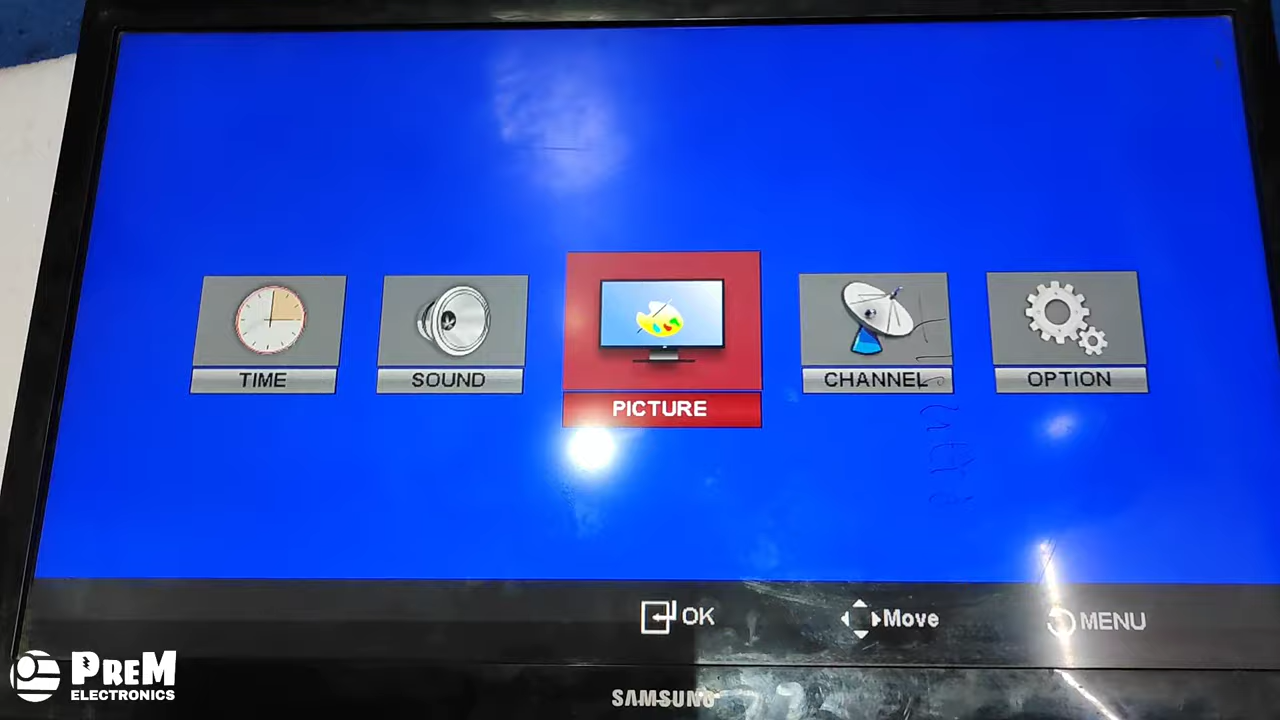 TIME
SOUND
PICTURE
CHANNEL
OPTION
OK
Move
MENU
PREM
ELECTRONICS
SAMSUNG